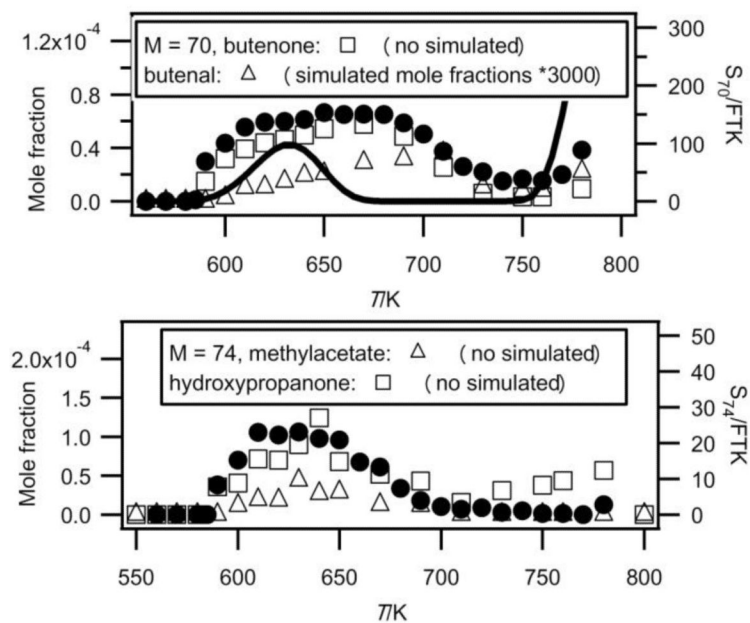 1.2x10⁻⁴
0.8
0.4
0.0
Mole fraction
M = 70, butenone: □ ( no simulated)
butenal: △ ( simulated mole fractions *3000)
300
200
100
0
S₇₀/FTK
600 650 700 750 800
T/K
2.0x10⁻⁴
1.5
1.0
0.5
0.0
Mole fraction
M = 74, methylacetate: △ ( no simulated)
hydroxypropanone: □ ( no simulated)
50
40
30
20
10
0
S₇₄/FTK
550 600 650 700 750 800
T/K